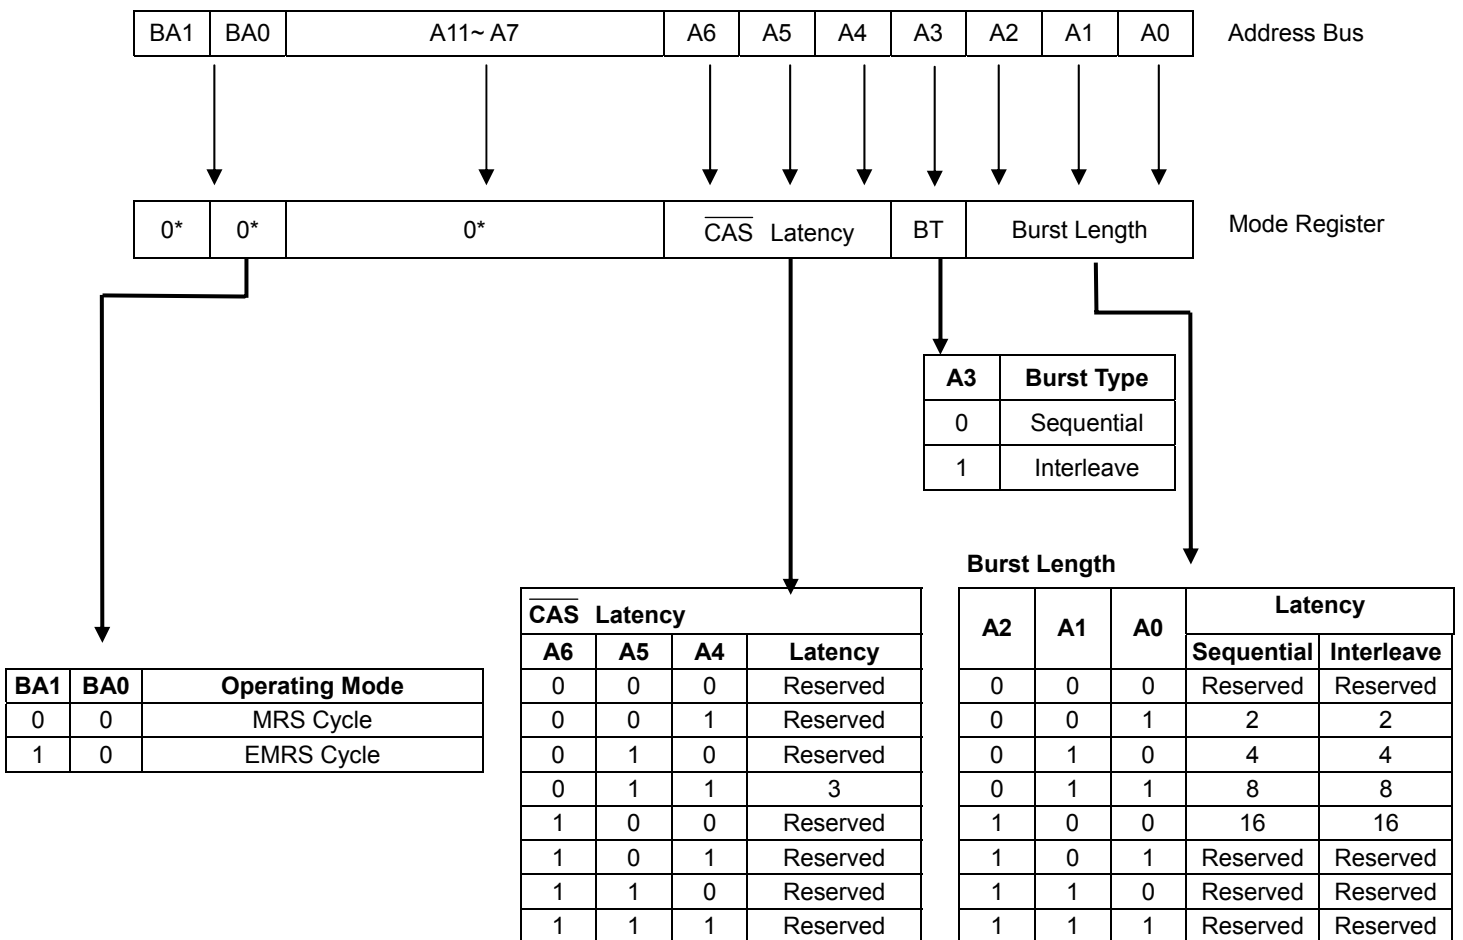 BA1 BA0 A11~ A7 A6 A5 A4 A3 A2 A1 A0 Address Bus
0* 0* 0* CAS Latency BT Burst Length Mode Register
A3 Burst Type
0 Sequential
1 Interleave
BA1 BA0 Operating Mode
0 0 MRS Cycle
1 0 EMRS Cycle
CAS Latency
A6 A5 A4 Latency
0 0 0 Reserved
0 0 1 Reserved
0 1 0 Reserved
0 1 1 3
1 0 0 Reserved
1 0 1 Reserved
1 1 0 Reserved
1 1 1 Reserved
Burst Length
A2 A1 A0 Latency
Sequential Interleave
0 0 0 Reserved Reserved
0 0 1 2 2
0 1 0 4 4
0 1 1 8 8
1 0 0 16 16
1 0 1 Reserved Reserved
1 1 0 Reserved Reserved
1 1 1 Reserved Reserved